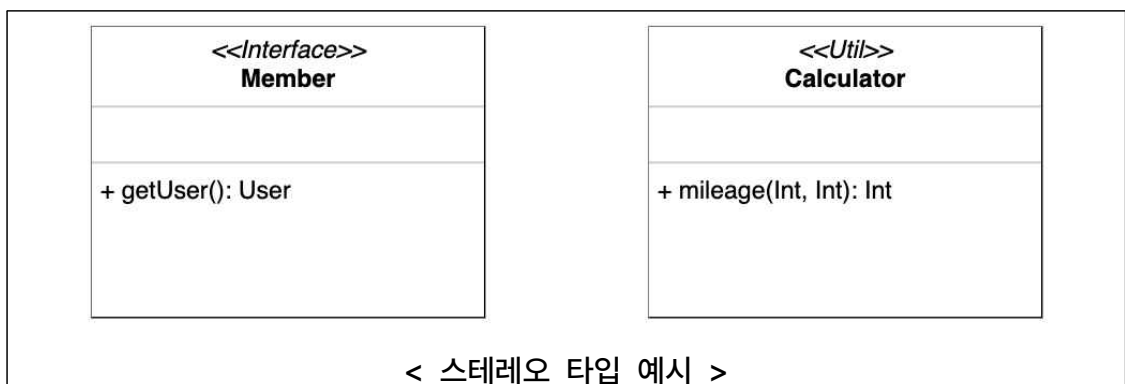 <<Interface>>
Member
+ getUser(): User
<<Util>>
Calculator
+ mileage(Int, Int): Int
< 스테레오 타입 예시 >